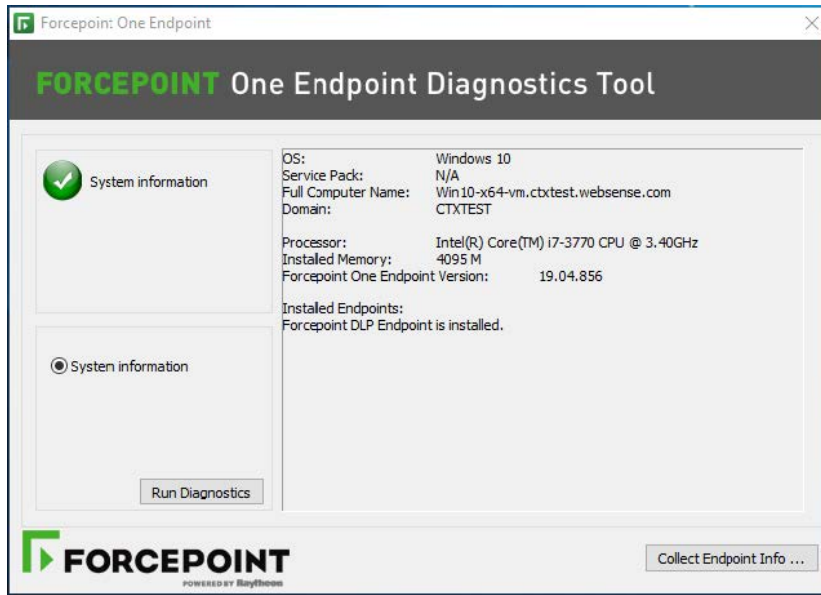 Forcepoint One Endpoint
FORCEPOINT One Endpoint Diagnostics Tool
System information
OS: Windows 10
Service Pack: N/A
Full Computer Name: Win10-x64-vm.ctxtest.websense.com
Domain: CTXTEST
Processor: Intel(R) Core(TM) i7-3770 CPU @ 3.40GHz
Installed Memory: 4095 M
Forcepoint One Endpoint Version: 19.04.856
Installed Endpoints:
Forcepoint DLP Endpoint is installed.
System information
Run Diagnostics
FORCEPOINT
POWERED BY Raytheon
Collect Endpoint Info ...